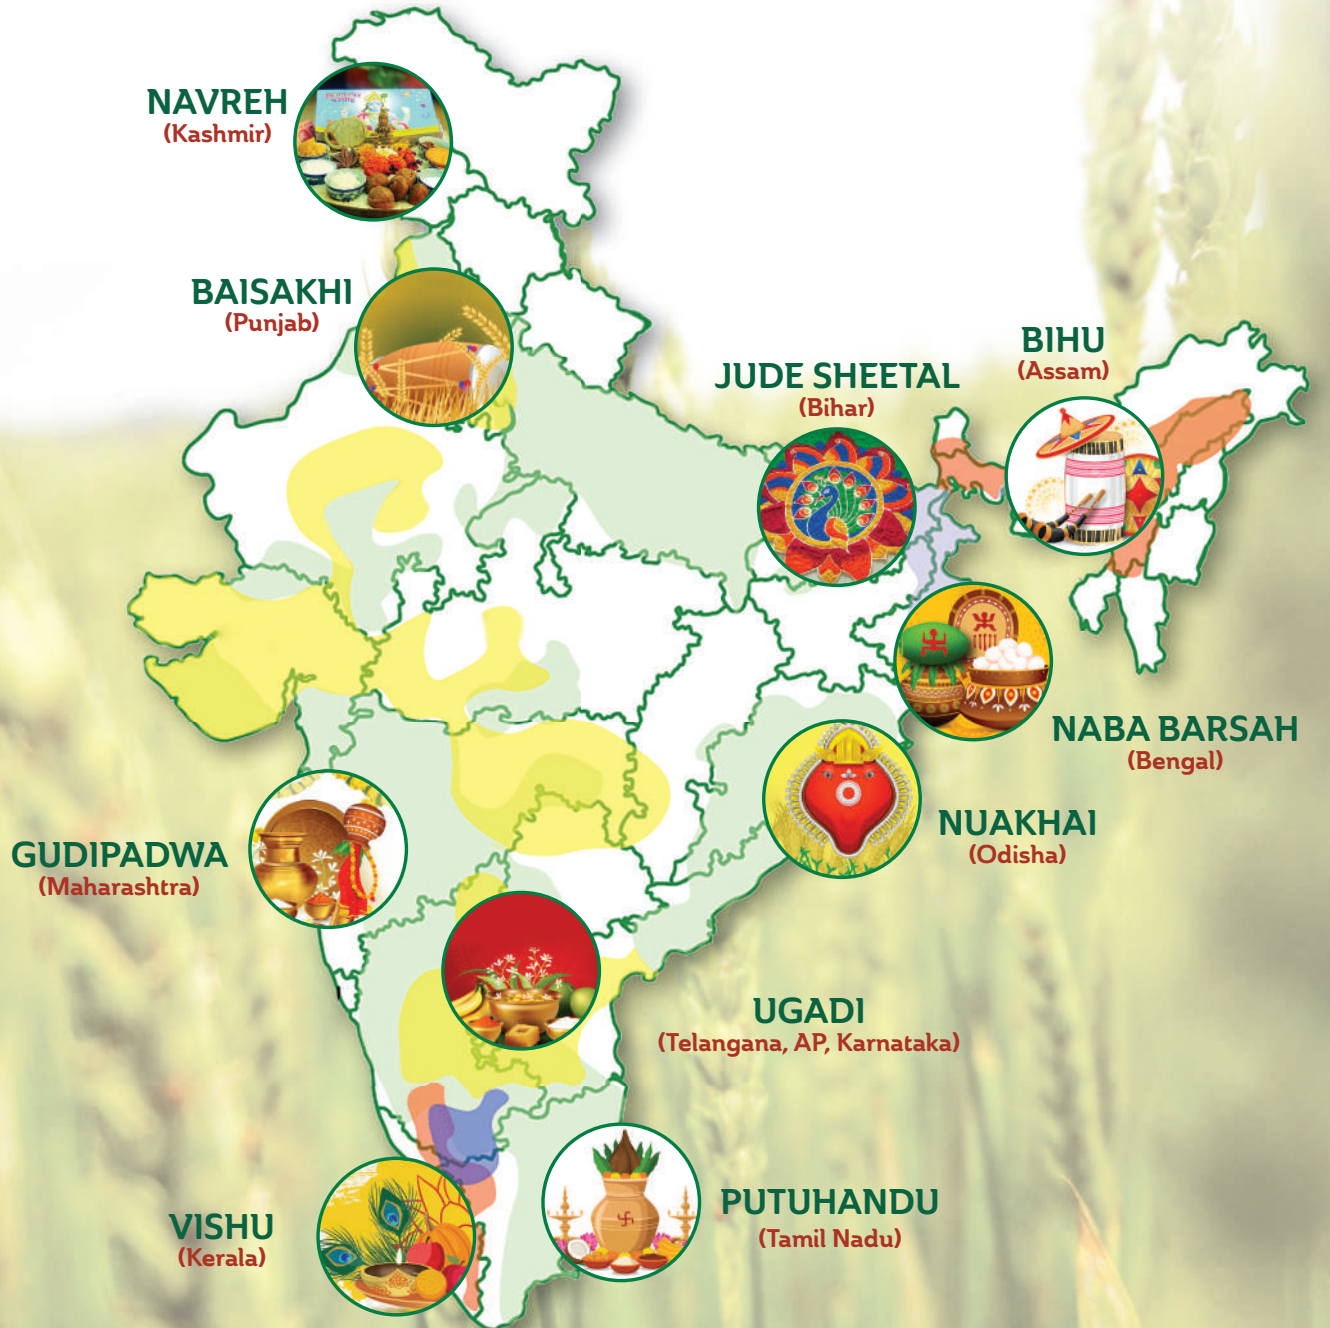 NAVREH
(Kashmir)
BAISAKHI
(Punjab)
BIHU
(Assam)
JUDE SHEETAL
(Bihar)
NABA BARSAH
(Bengal)
NUAKHAI
(Odisha)
GUDIPADWA
(Maharashtra)
UGADI
(Telangana, AP, Karnataka)
PUTUHANDU
(Tamil Nadu)
VISHU
(Kerala)